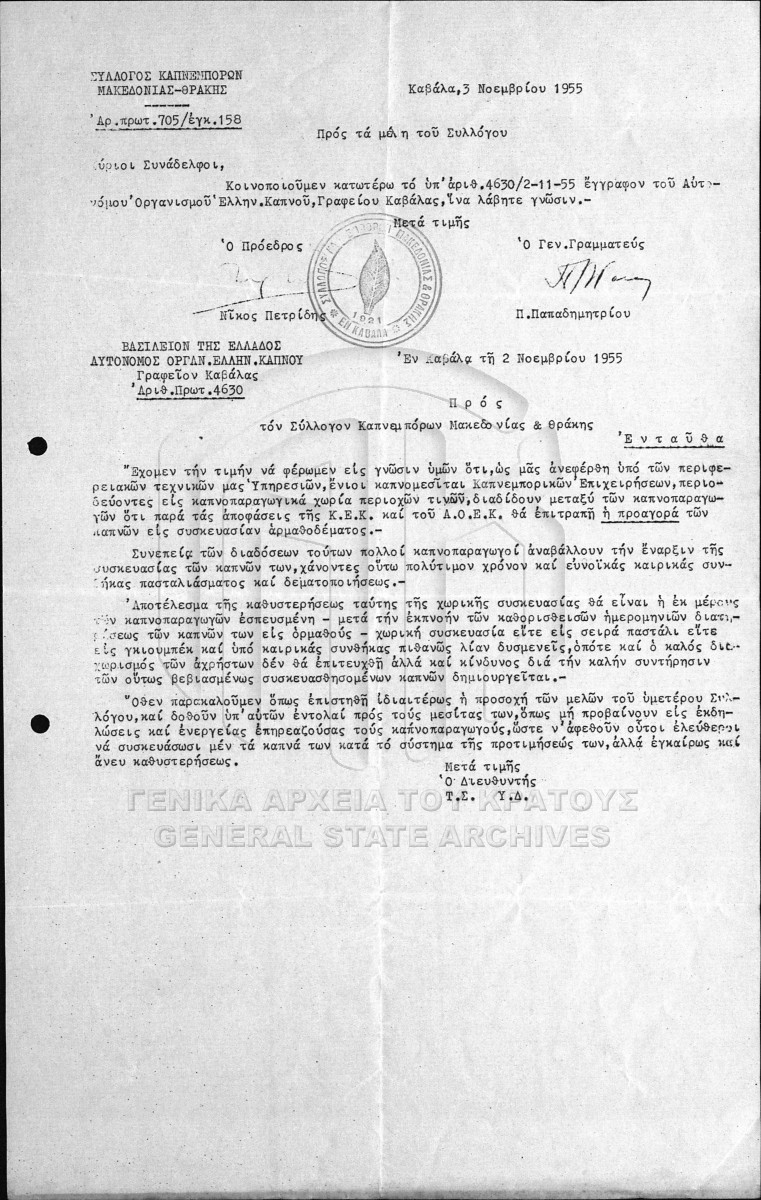 ΣΥΛΛΟΓΟΣ ΚΑΠΝΕΜΠΟΡΩΝ
ΜΑΚΕΔΟΝΙΑΣ-ΘΡΑΚΗΣ
Καβάλα,3 Νοεμβρίου 1955
Ἀρ.πρωτ.705/ἐγκ.158
Πρός τά μέλη τοῦ Συλλόγου
Κύριοι Συνάδελφοι,
Κοινοποιοῦμεν κατωτέρω τό ὑπ'ἀριθ.4630/2-11-55 ἔγγραφον τοῦ Αὐτο-
νόμου Ὀργανισμοῦ Ἑλλην.Καπνοῦ,Γραφείου Καβάλας,ἵνα λάβητε γνῶσιν.-
Μετά τιμῆς
Ὁ Πρόεδρος
Ὁ Γεν.Γραμματεύς
ΣΥΛΛΟΓΟΣ ΚΑΠΝΕΜΠΟΡΩΝ ΜΑΚΕΔΟΝΙΑΣ & ΘΡΑΚΗΣ
1921
ΕΝ ΚΑΒΑΛΑ
Νῖκος Πετρίδης
Π.Παπαδημητρίου
ΒΑΣΙΛΕΙΟΝ ΤΗΣ ΕΛΛΑΔΟΣ
ΑΥΤΟΝΟΜΟΣ ΟΡΓΑΝ.ΕΛΛΗΝ.ΚΑΠΝΟΥ
Ἐν Καβάλᾳ τῇ 2 Νοεμβρίου 1955
Γραφεῖον Καβάλας
Ἀριθ.Πρωτ.4630
Π ρ ό ς
τόν Σύλλογον Καπνεμπόρων Μακεδονίας & Θράκης
Ἐ ν τ α ῦ θ α
Ἔχομεν τήν τιμήν νά φέρωμεν εἰς γνῶσιν ὑμῶν ὅτι,ὡς μᾶς ἀνεφέρθη ὑπό τῶν περιφε-
ρειακῶν τεχνικῶν μας Ὑπηρεσιῶν,ἔνιοι καπνομεσῖται Καπνεμπορικῶν Ἐπιχειρήσεων,περιο-
δεύοντες εἰς καπνοπαραγωγικά χωρία περιοχῶν τινῶν,διαδίδουν μεταξύ τῶν καπνοπαραγω-
γῶν ὅτι παρά τάς ἀποφάσεις τῆς Κ.Ε.Κ. καί τοῦ Α.Ο.Ε.Κ. θά ἐπιτραπῇ ἡ προαγορά τῶν
καπνῶν εἰς συσκευασίαν ἁρμαθοδέματος.-
Συνεπείᾳ τῶν διαδόσεων τούτων πολλοί καπνοπαραγωγοί ἀναβάλλουν τήν ἔναρξιν τῆς
συσκευασίας τῶν καπνῶν των,χάνοντες οὕτω πολύτιμον χρόνον καί εὐνοϊκάς καιρικάς συν-
θήκας πασταλιάσματος καί δεματοποιήσεως.-
Ἀποτέλεσμα τῆς καθυστερήσεως ταύτης τῆς χωρικῆς συσκευασίας θά εἶναι ἡ ἐκ μέρους
τῶν καπνοπαραγωγῶν ἐσπευσμένη - μετά τήν ἐκπνοήν τῶν καθορισθεισῶν ἡμερομηνιῶν διατη-
ρήσεως τῶν καπνῶν των εἰς ὁρμαθούς - χωρική συσκευασία εἴτε εἰς σειρά παστάλι εἴτε
εἰς γκιουμπέκ καί ὑπό καιρικάς συνθήκας πιθανῶς λίαν δυσμενεῖς,ὁπότε καί ὁ καλός δια-
χωρισμός τῶν ἀχρήστων δέν θά ἐπιτευχθῇ ἀλλά καί κίνδυνος διά τήν καλήν συντήρησιν
τῶν οὕτως βεβιασμένως συσκευασθησομένων καπνῶν δημιουργεῖται.-
Ὅθεν παρακαλοῦμεν ὅπως ἐπιστηθῇ ἰδιαιτέρως ἡ προσοχή τῶν μελῶν τοῦ ὑμετέρου Συλ-
λόγου,καί δοθοῦν ὑπ'αὐτῶν ἐντολαί πρός τούς μεσίτας των,ὅπως μή προβαίνουν εἰς ἐκδη-
λώσεις καί ἐνεργείας ἐπηρεαζούσας τούς καπνοπαραγωγούς,ὥστε ν'ἀφεθοῦν οὗτοι ἐλεύθεροι
νά συσκευάσωσι μέν τά καπνά των κατά τό σύστημα τῆς προτιμήσεώς των,ἀλλά ἐγκαίρως καί
ἄνευ καθυστερήσεως.
Μετά τιμῆς
Ὁ Διευθυντής
Τ.Σ. Υ.Δ.
ΓΕΝΙΚΑ ΑΡΧΕΙΑ ΤΟΥ ΚΡΑΤΟΥΣ
GENERAL STATE ARCHIVES